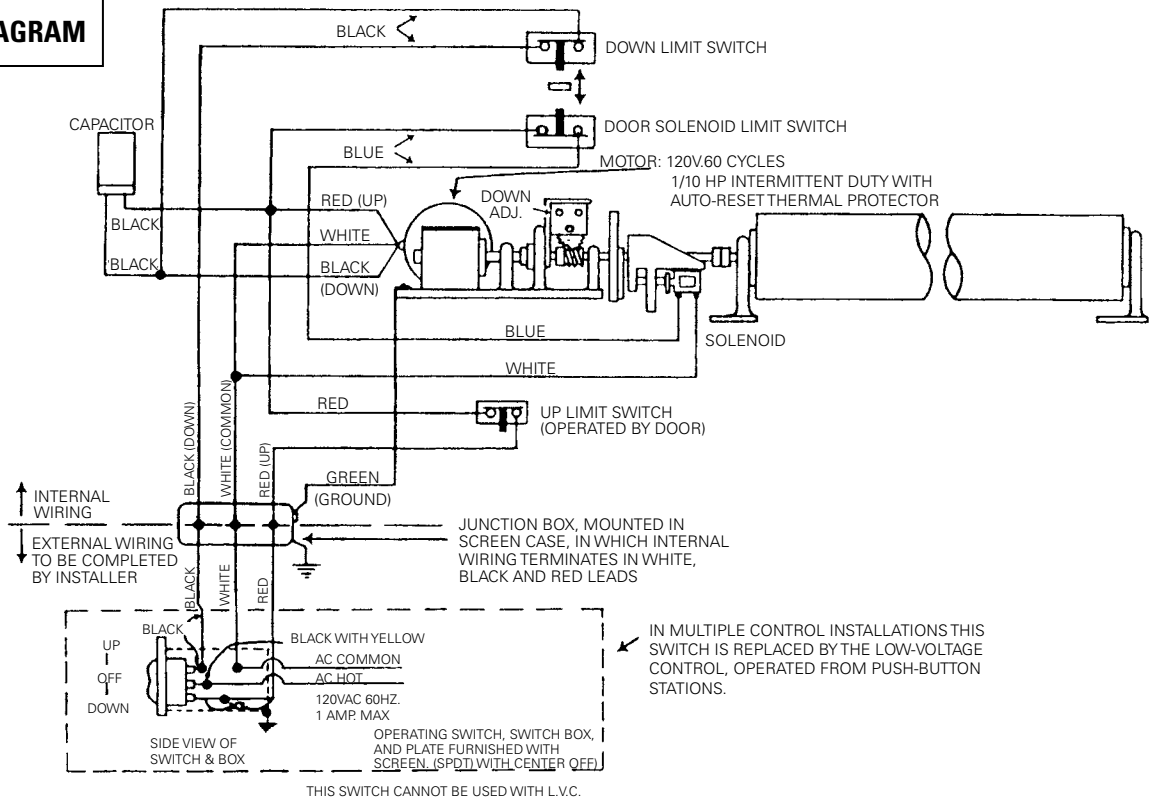 AGRAM
BLACK
DOWN LIMIT SWITCH
CAPACITOR
DOOR SOLENOID LIMIT SWITCH
BLUE
MOTOR: 120V.60 CYCLES
1/10 HP INTERMITTENT DUTY WITH
AUTO-RESET THERMAL PROTECTOR
DOWN
ADJ.
RED (UP)
BLACK
WHITE
BLACK
BLACK
(DOWN)
BLUE
SOLENOID
WHITE
RED
UP LIMIT SWITCH
(OPERATED BY DOOR)
BLACK (DOWN)
WHITE (COMMON)
RED (UP)
GREEN
(GROUND)
INTERNAL
WIRING
EXTERNAL WIRING
TO BE COMPLETED
BY INSTALLER
JUNCTION BOX, MOUNTED IN
SCREEN CASE, IN WHICH INTERNAL
WIRING TERMINATES IN WHITE,
BLACK AND RED LEADS
BLACK
WHITE
RED
BLACK
BLACK WITH YELLOW
UP
OFF
DOWN
AC COMMON
AC HOT
120VAC 60HZ.
1 AMP. MAX
IN MULTIPLE CONTROL INSTALLATIONS THIS
SWITCH IS REPLACED BY THE LOW-VOLTAGE
CONTROL, OPERATED FROM PUSH-BUTTON
STATIONS.
SIDE VIEW OF
SWITCH & BOX
OPERATING SWITCH, SWITCH BOX,
AND PLATE FURNISHED WITH
SCREEN. (SPDT) WITH CENTER OFF)
THIS SWITCH CANNOT BE USED WITH L.V.C.